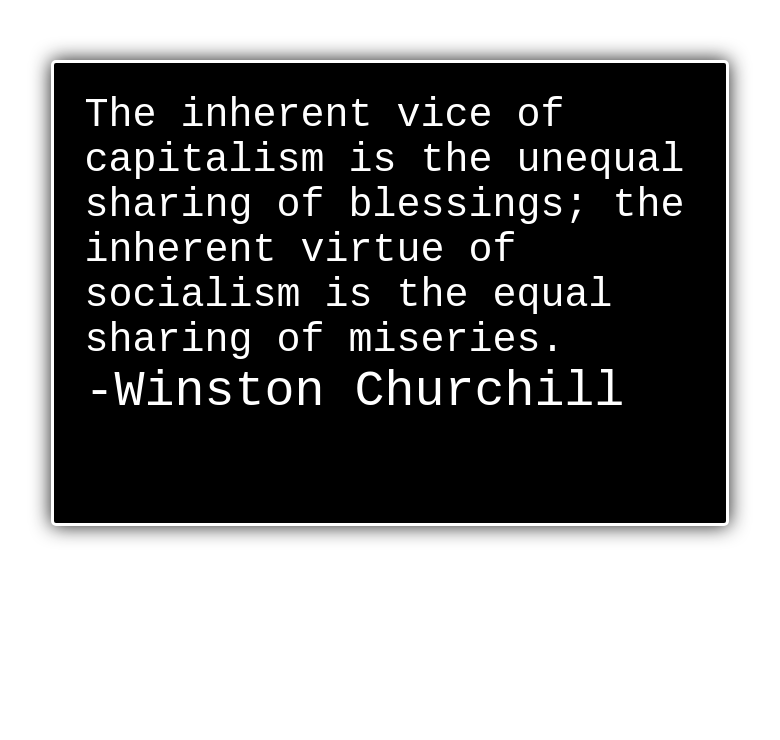 The inherent vice of
capitalism is the unequal
sharing of blessings; the
inherent virtue of
socialism is the equal
sharing of miseries.
-Winston Churchill